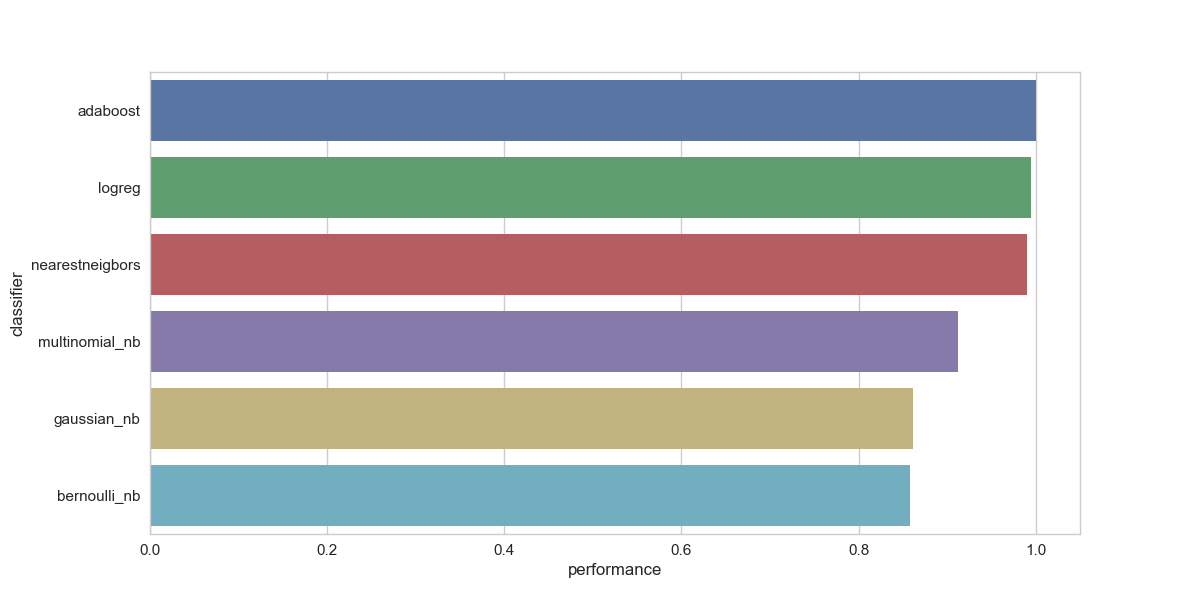 adaboost
logreg
nearestneigbors
multinomial_nb
gaussian_nb
bernoulli_nb
classifier
0.0 0.2 0.4 0.6 0.8 1.0
performance